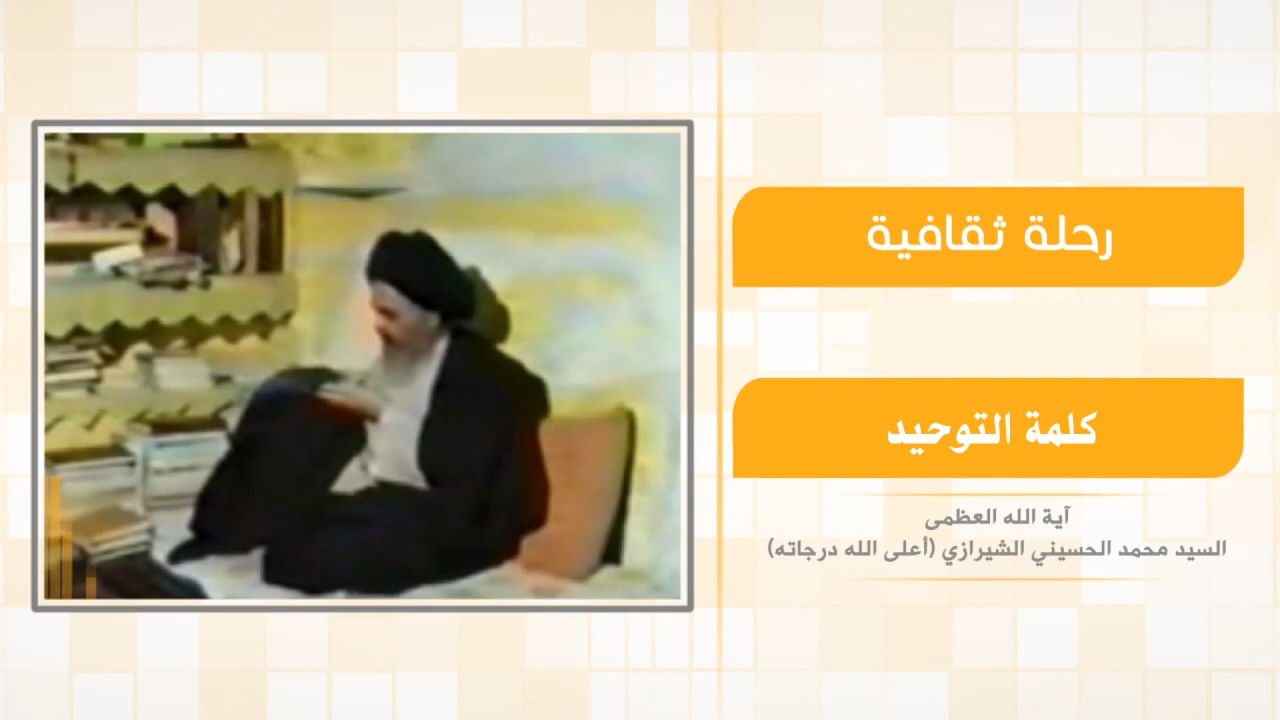 رحلة ثقافية
كلمة التوحيد
آية الله العظمى
السيد محمد الحسيني الشيرازي (أعلى الله درجاته)